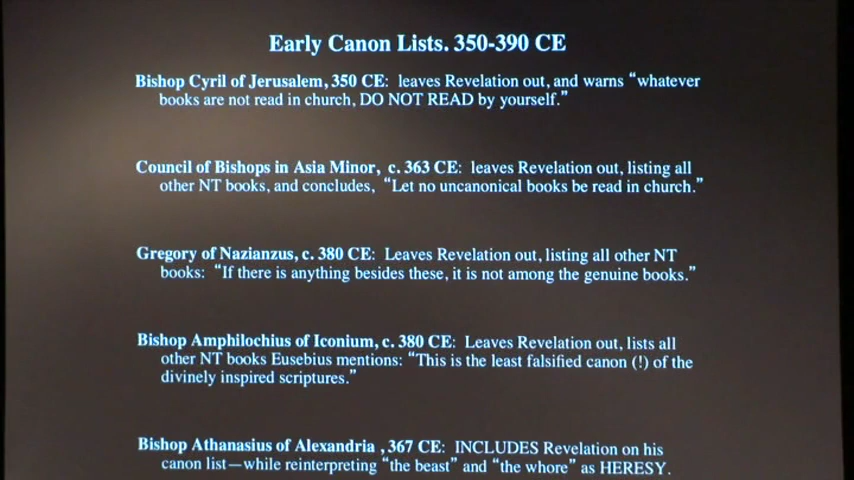 Early Canon Lists. 350-390 CE
Bishop Cyril of Jerusalem, 350 CE: leaves Revelation out, and warns “whatever
books are not read in church, DO NOT READ by yourself.”
Council of Bishops in Asia Minor, c. 363 CE: leaves Revelation out, listing all
other NT books, and concludes, “Let no uncanonical books be read in church.”
Gregory of Nazianzus, c. 380 CE: Leaves Revelation out, listing all other NT
books: “If there is anything besides these, it is not among the genuine books.”
Bishop Amphilochius of Iconium, c. 380 CE: Leaves Revelation out, lists all
other NT books Eusebius mentions: “This is the least falsified canon (!) of the
divinely inspired scriptures.”
Bishop Athanasius of Alexandria , 367 CE: INCLUDES Revelation on his
canon list—while reinterpreting “the beast” and “the whore” as HERESY.